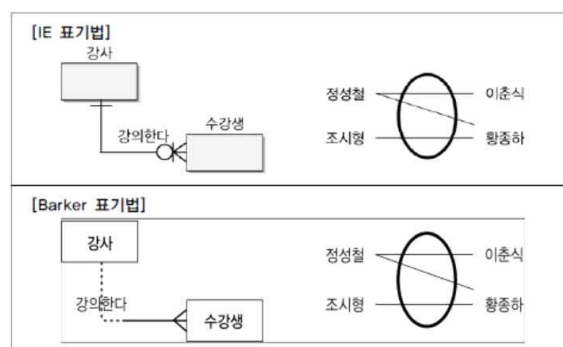 [IE 표기법]
강사
강의한다
수강생
정성철 이춘식
조시형 황종하
[Barker 표기법]
강사
강의한다
수강생
정성철 이춘식
조시형 황종하